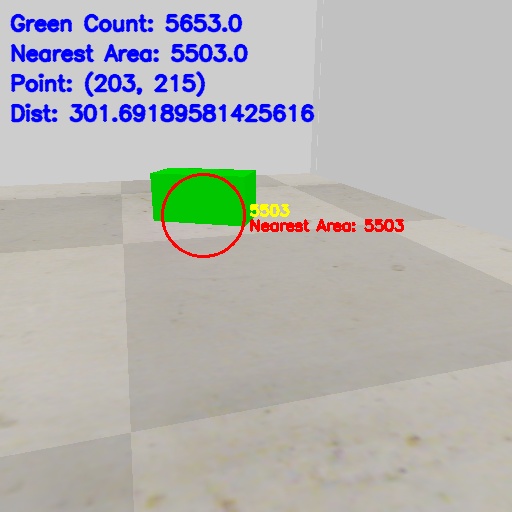 Green Count: 5653.0
Nearest Area: 5503.0
Point: (203, 215)
Dist: 301.69189581425616
5503
Nearest Area: 5503